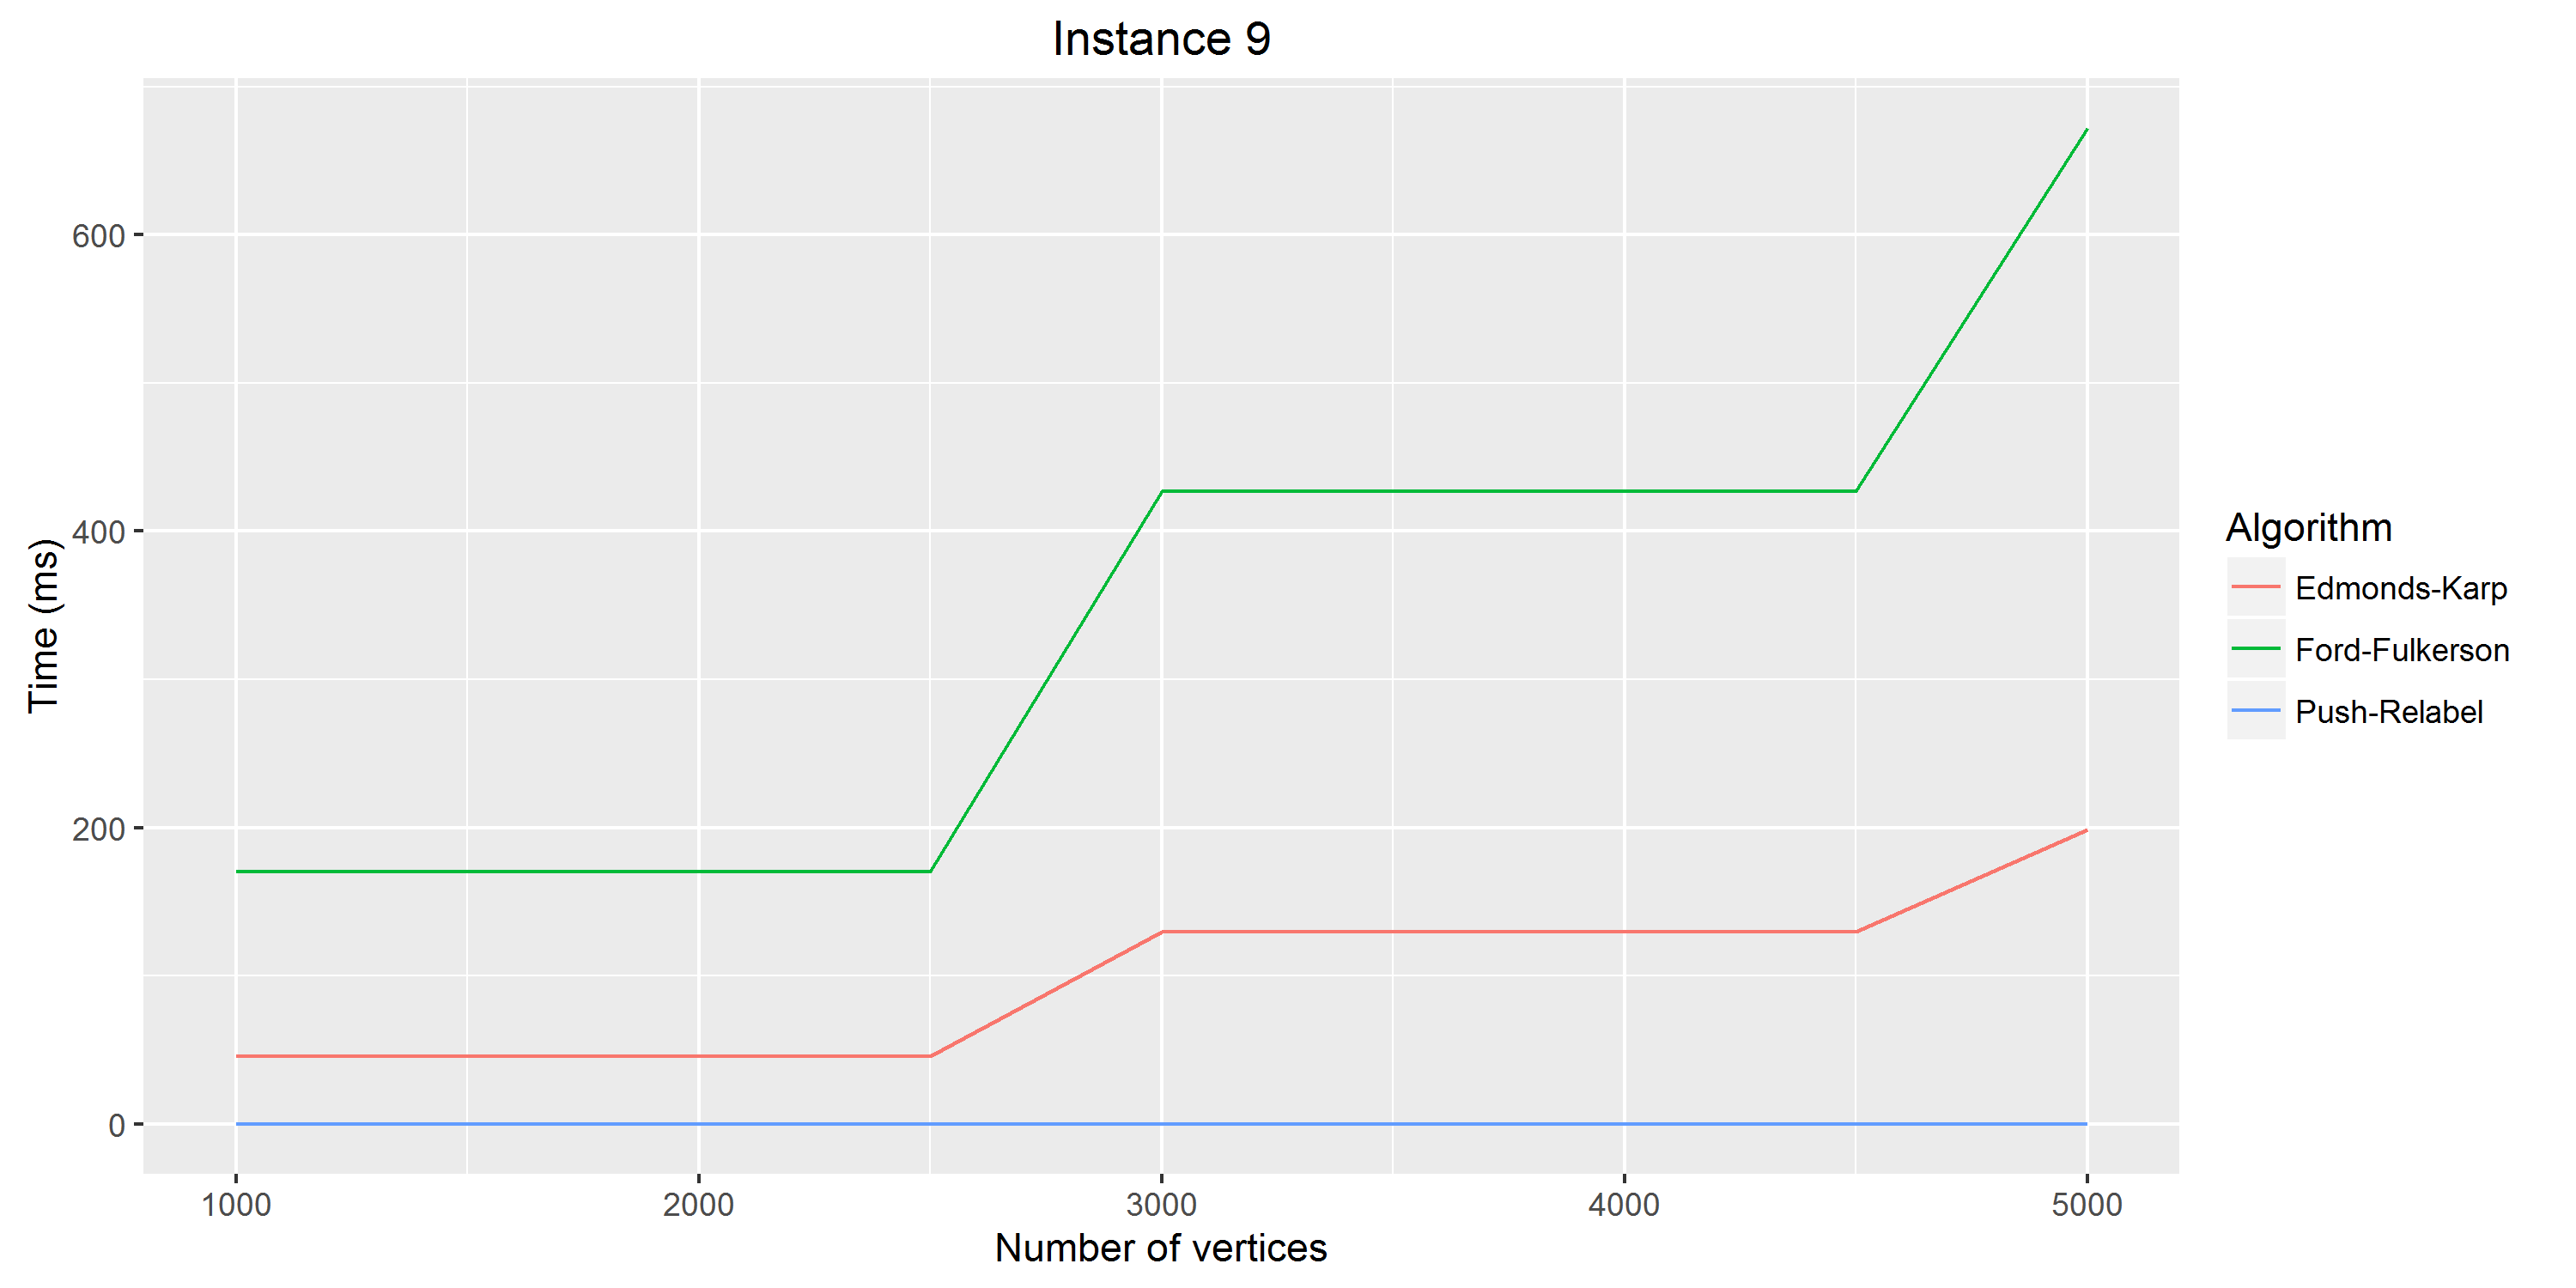 Instance 9
600
400
200
0
Time (ms)
1000 2000 3000 4000 5000
Number of vertices
Algorithm
Edmonds-Karp
Ford-Fulkerson
Push-Relabel